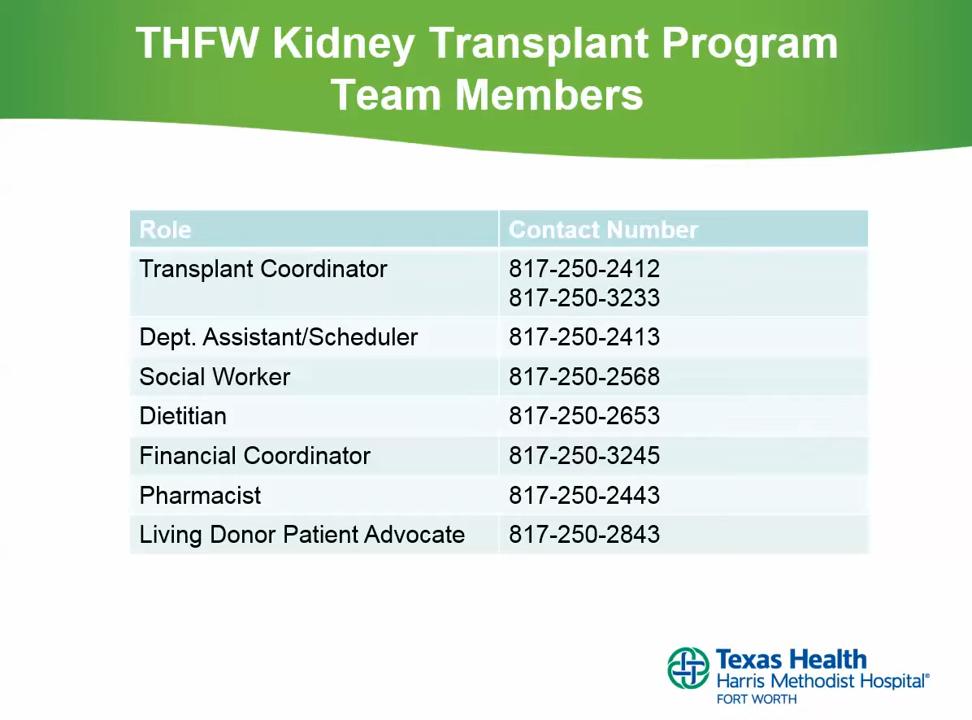 THFW Kidney Transplant Program
Team Members
Role Contact Number
Transplant Coordinator 817-250-2412
817-250-3233
Dept. Assistant/Scheduler 817-250-2413
Social Worker 817-250-2568
Dietitian 817-250-2653
Financial Coordinator 817-250-3245
Pharmacist 817-250-2443
Living Donor Patient Advocate 817-250-2843
Texas Health
Harris Methodist Hospital®
FORT WORTH